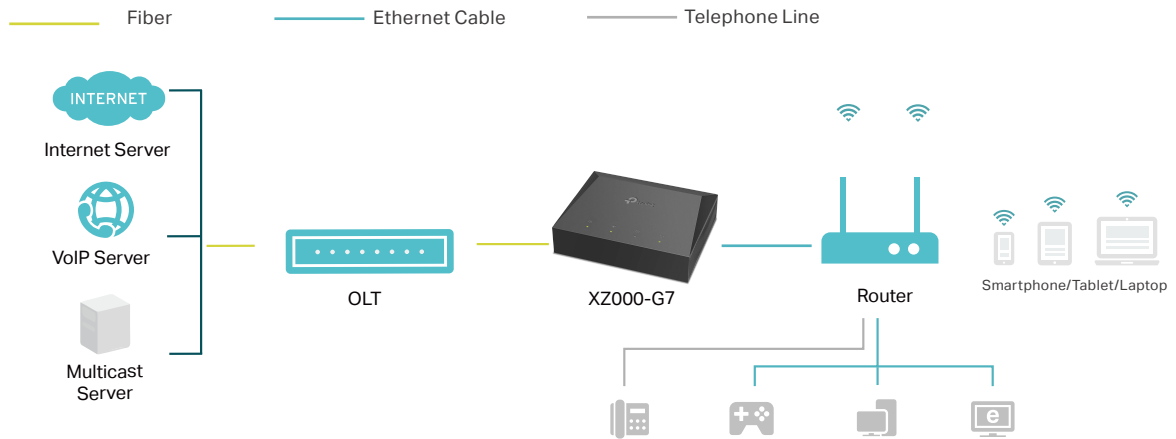 Fiber
Ethernet Cable
Telephone Line
INTERNET
Internet Server
VoIP Server
Multicast
Server
OLT
XZ000-G7
Router
Smartphone/Tablet/Laptop
e